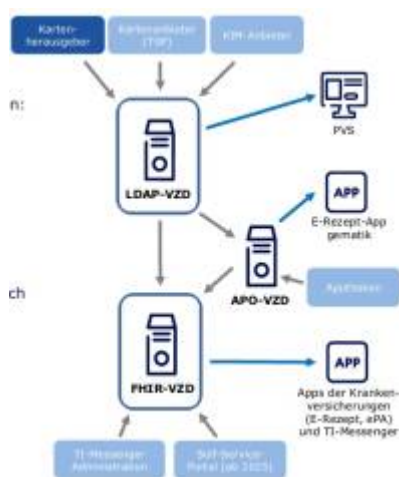 Karten-
herausgeber
Kartenanbieter
(TSP)
KIM-Anbieter
n:
PVS
LDAP-VZD
APP
E-Rezept-App
gematik
APO-VZD
Apotheken
ch
FHIR-VZD
APP
Apps der Kranken-
versicherungen
(E-Rezept, ePA)
und TI-Messenger
TI-Messenger
Administration
Self-Service
Portal (ab 2025)